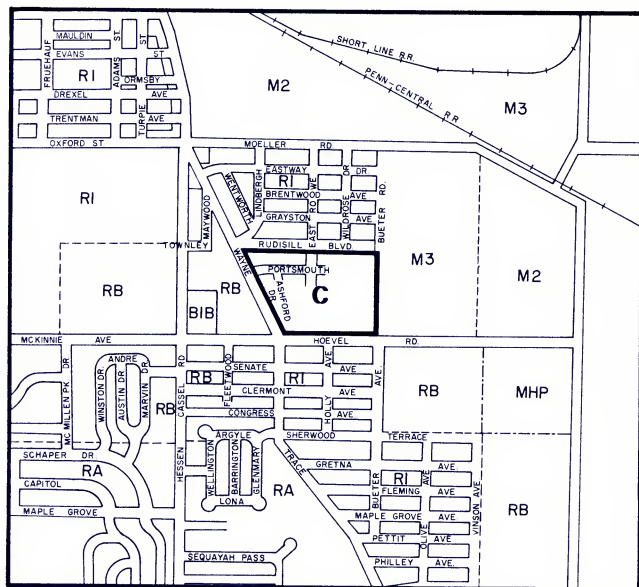 MAULDIN
ST.
ST
EVANS
ST
FRUEHAUF
RI
ADAMS
ORMSBY
DREXEL
AVE
TRENTMAN
TURPIE
AVE
OXFORD ST
SHORT LINE R.R.
PENN-CENTRAL R.R
M2
M3
MOELLER
RD
EASTWAY
DR
RI
BRENTWOOD
AVE
GRAYSTON
AVE.
RUDISILL
BLVD
WENTWORTH
LINDBERGH
MAYWOOD
EAST
ROWE
WILDROSE
DR
BUETER
RD.
RI
TOWNLEY
WAYNE
RB
RB
BIB
PORTSMOUTH
ASHFORD
DR
C
M3
M2
MCKINNIE
AVE
HOEVEL
RD.
MC MILLEN PK DR
ANDRE
WINSTON DR.
AUSTIN DR.
MARVIN
DR
RB
CASSEL
RD
HESSEN
RB
FLEETWOOD
SENATE
RI
AVE
CLERMONT
AVE
CONGRESS
AVE
HOLLY
AVE
AVE.
SHERWOOD
TERRACE
RB
MHP
ARGYLE
WELLINGTON
BARRINGTON
GLENMARY
LONA
TRACE
RA
GRETNA
AVE.
RI
BUETER
FLEMING
AVE
AVE
MAPLE GROVE
AVE
OLIVE
PETTIT
AVE
PHILLEY
AVE.
VINSON AVE
RB
SCHAPER DR
RA
CAPITOL
MAPLE GROVE
SEQUAYAH PASS